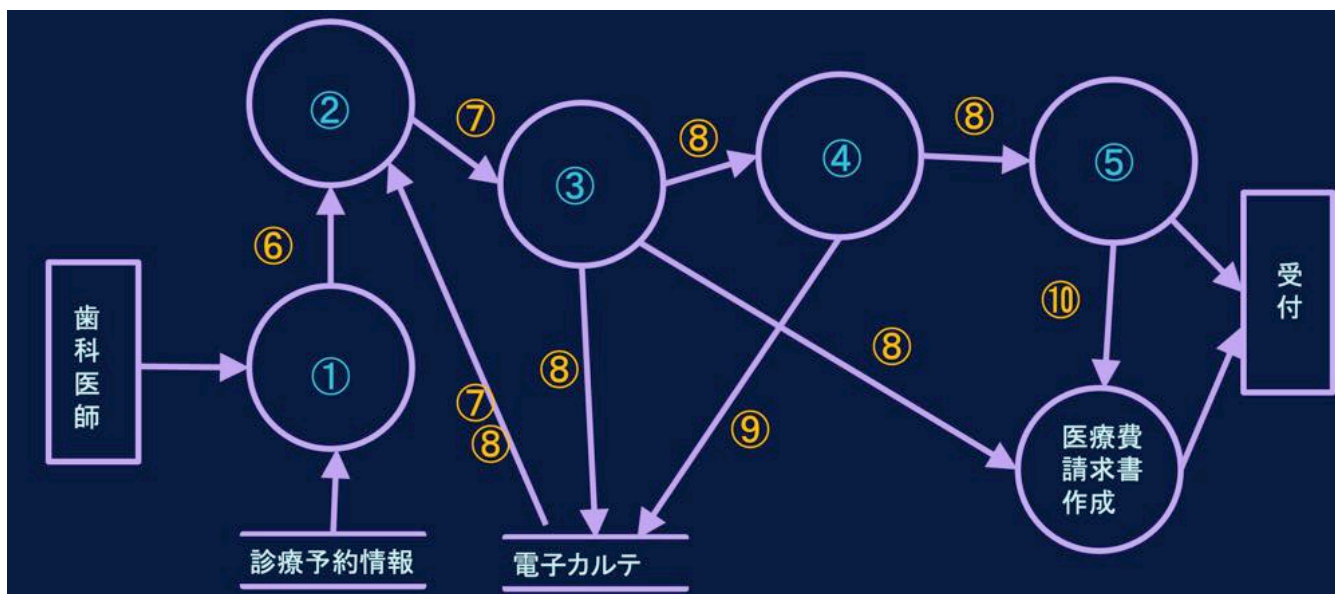 ②
⑦
③
⑧
④
⑧
⑤
⑥
歯科医師
①
⑦
⑧
⑧
⑨
⑧
⑩
受付
医療費
請求書
作成
診療予約情報
電子カルテ